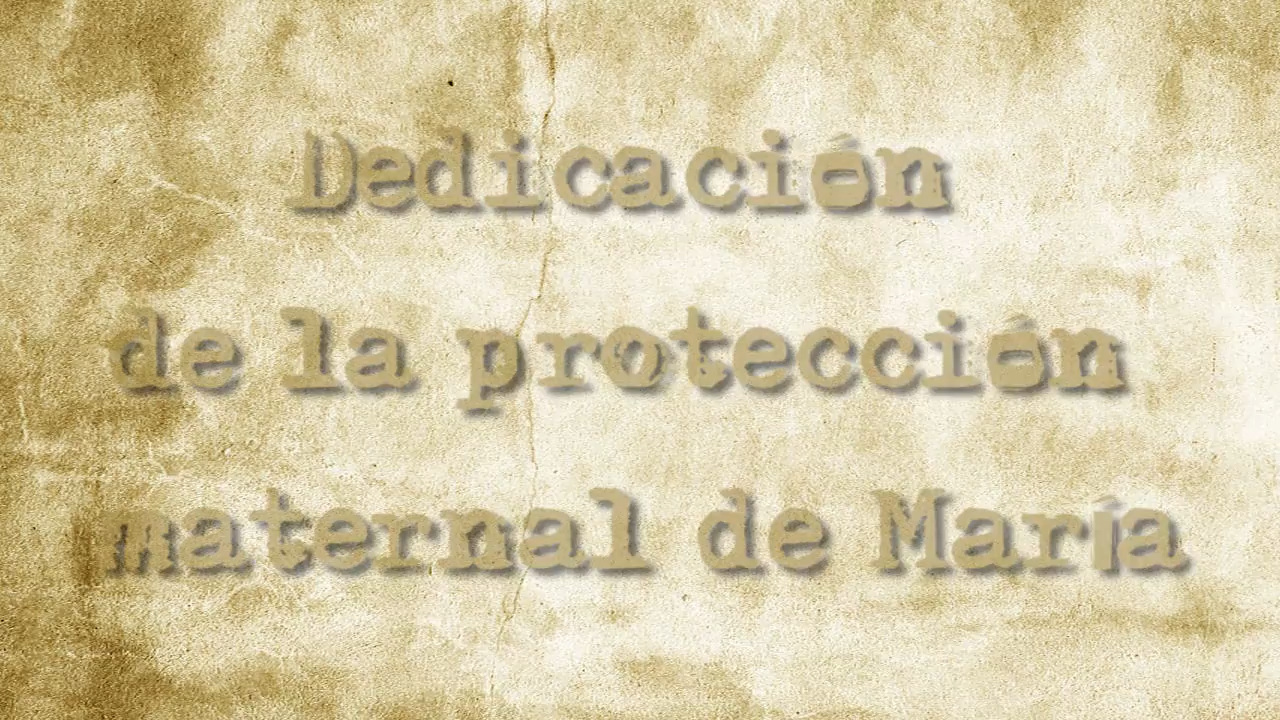 Dedicación
de la protección
maternal de María